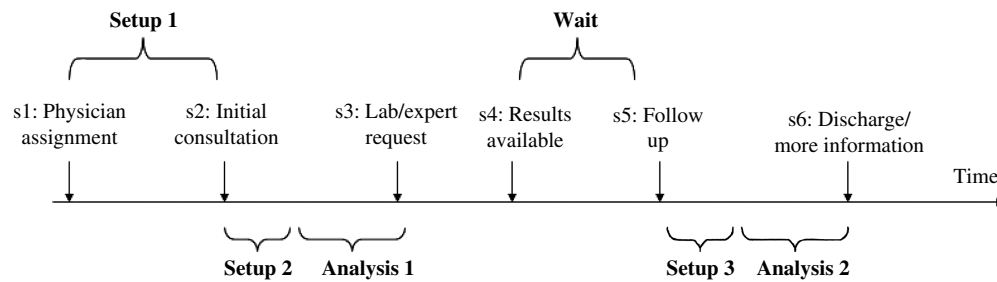 Setup 1
Wait
s1: Physician
assignment
s2: Initial
consultation
s3: Lab/expert
request
s4: Results
available
s5: Follow
up
s6: Discharge/
more information
Time
Setup 2
Analysis 1
Setup 3
Analysis 2